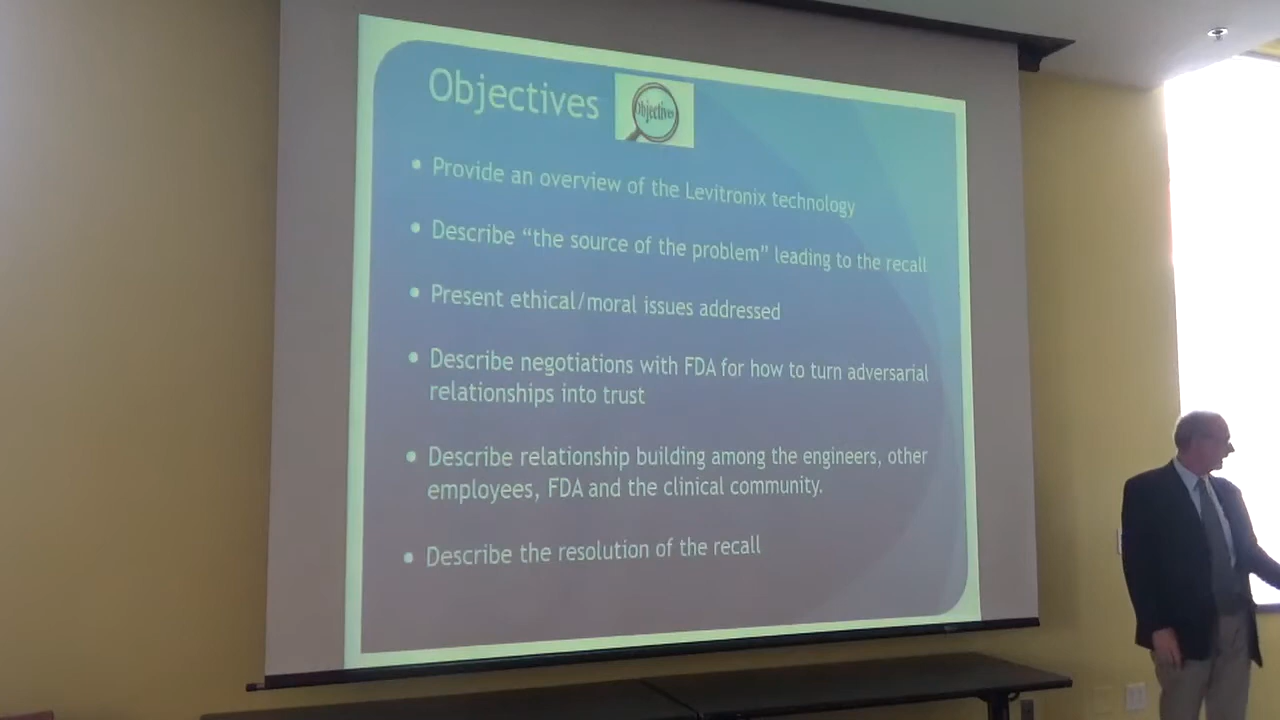 Objectives
Objectives
• Provide an overview of the Levitronix technology
• Describe “the source of the problem” leading to the recall
• Present ethical/moral issues addressed
• Describe negotiations with FDA for how to turn adversarial
relationships into trust
• Describe relationship building among the engineers, other
employees, FDA and the clinical community.
• Describe the resolution of the recall